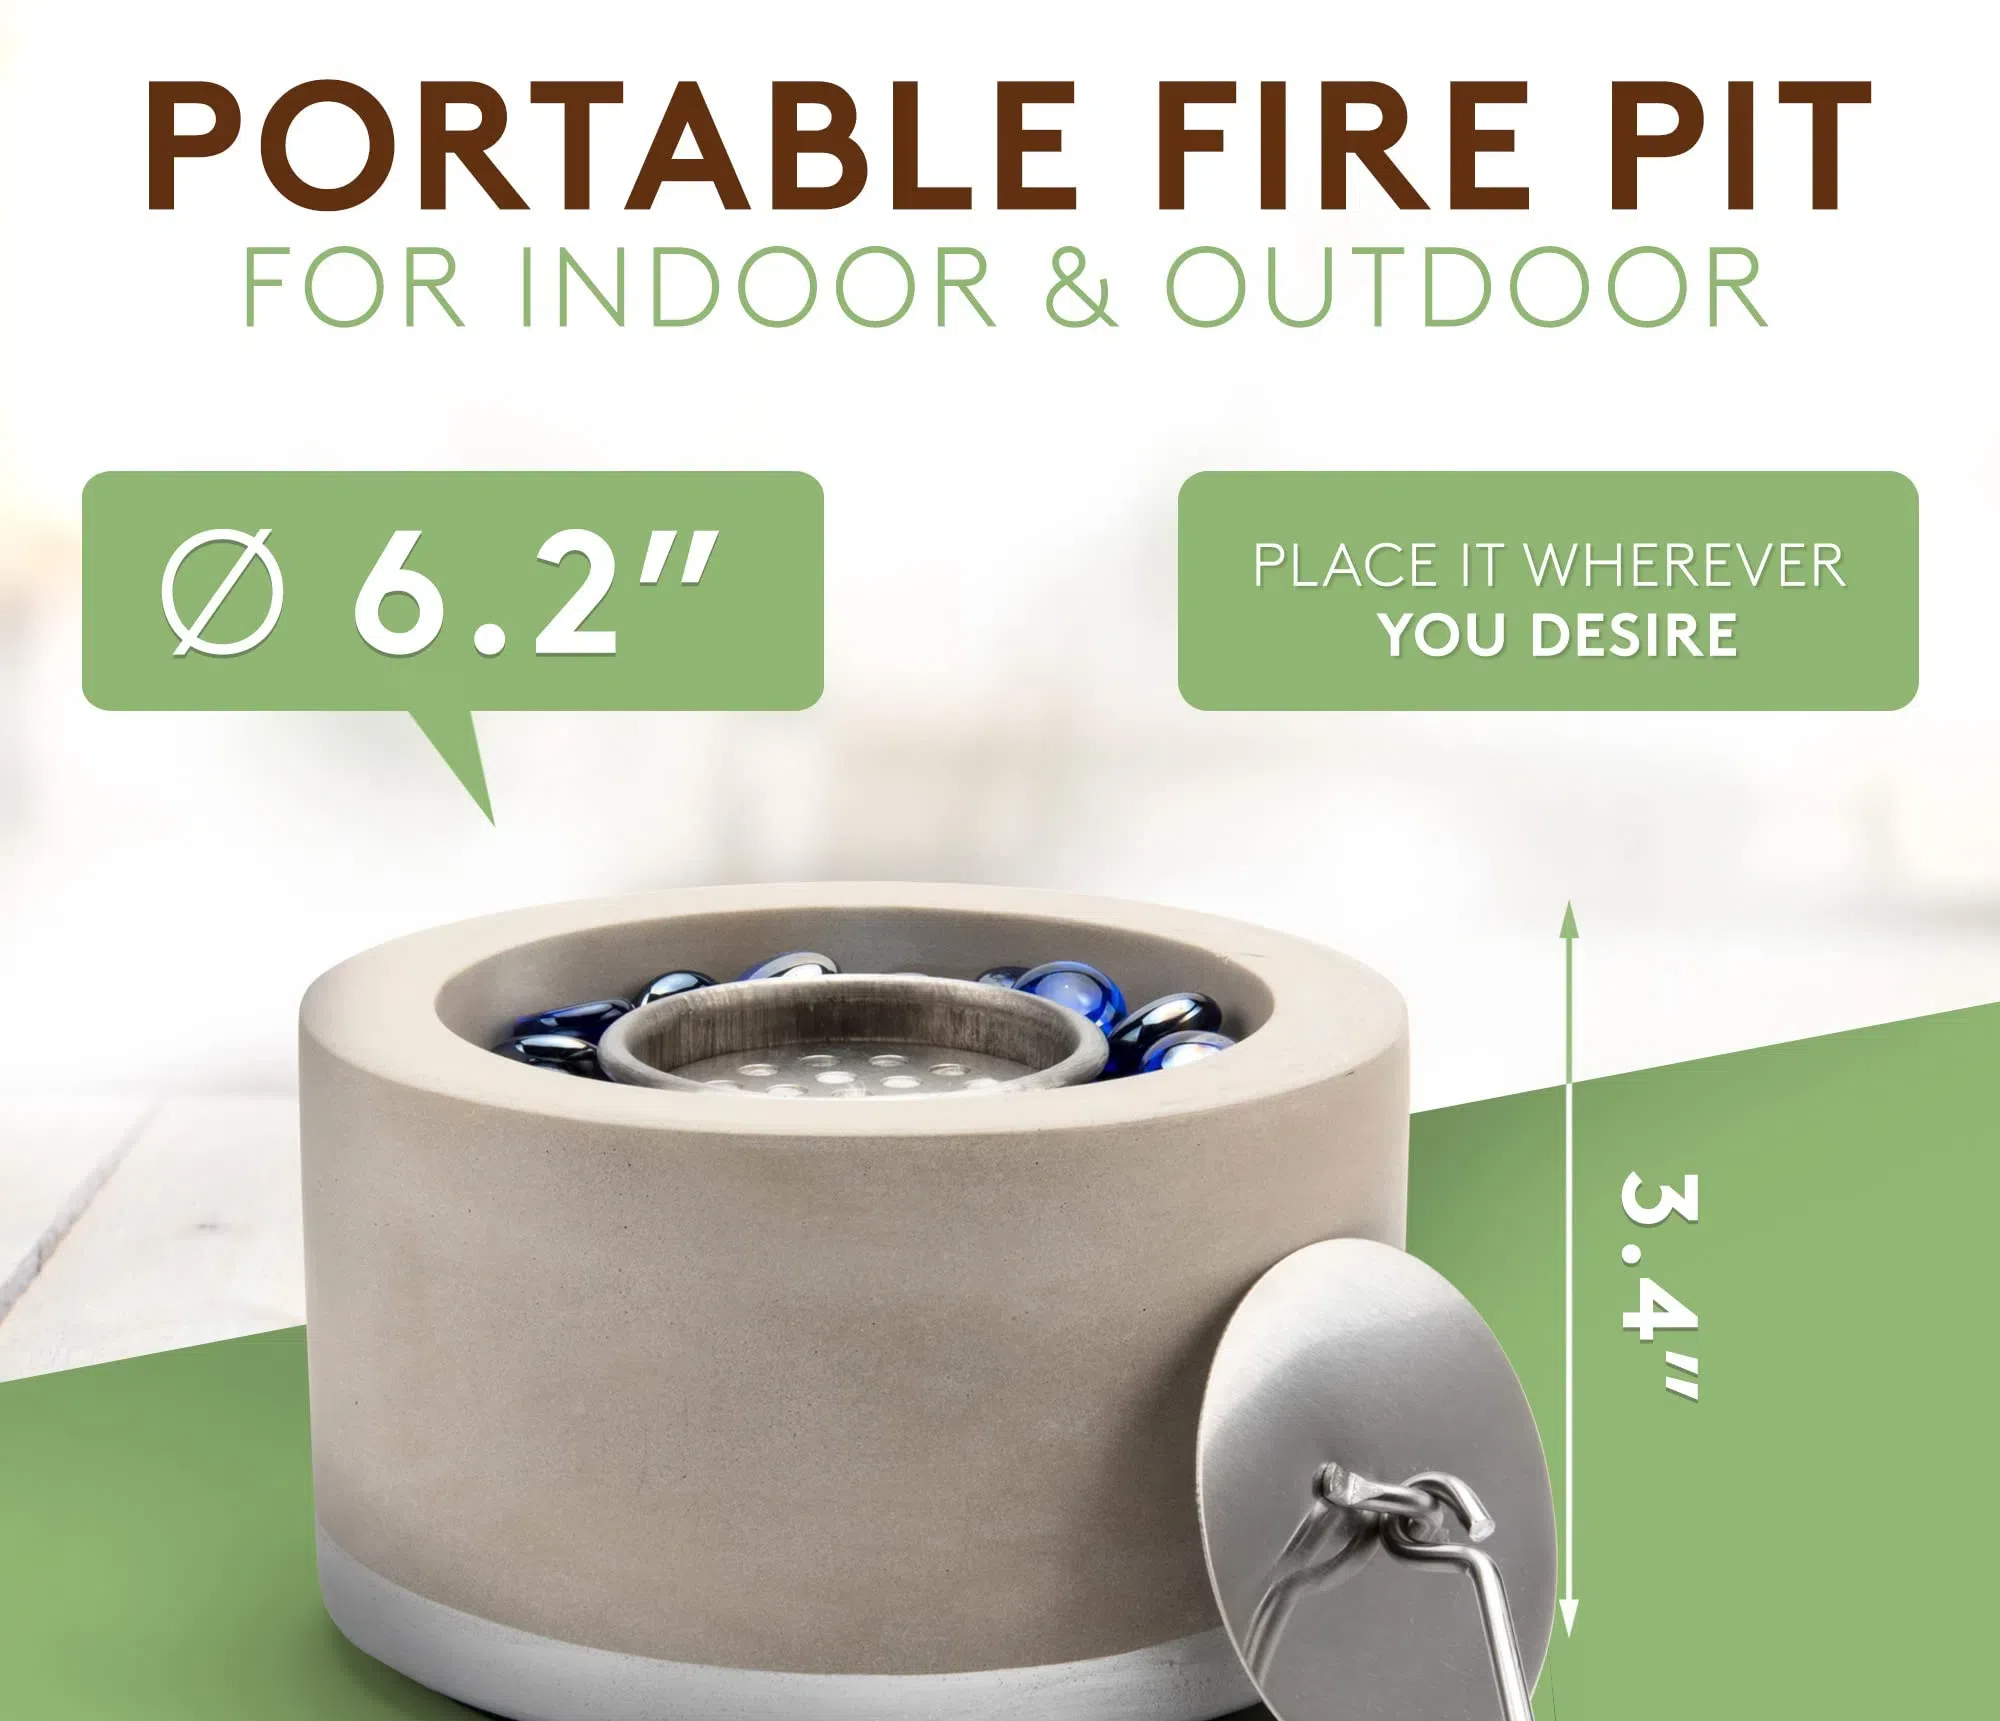 PORTABLE FIRE PIT
FOR INDOOR & OUTDOOR
Ø 6.2"
PLACE IT WHEREVER
YOU DESIRE
3.4"